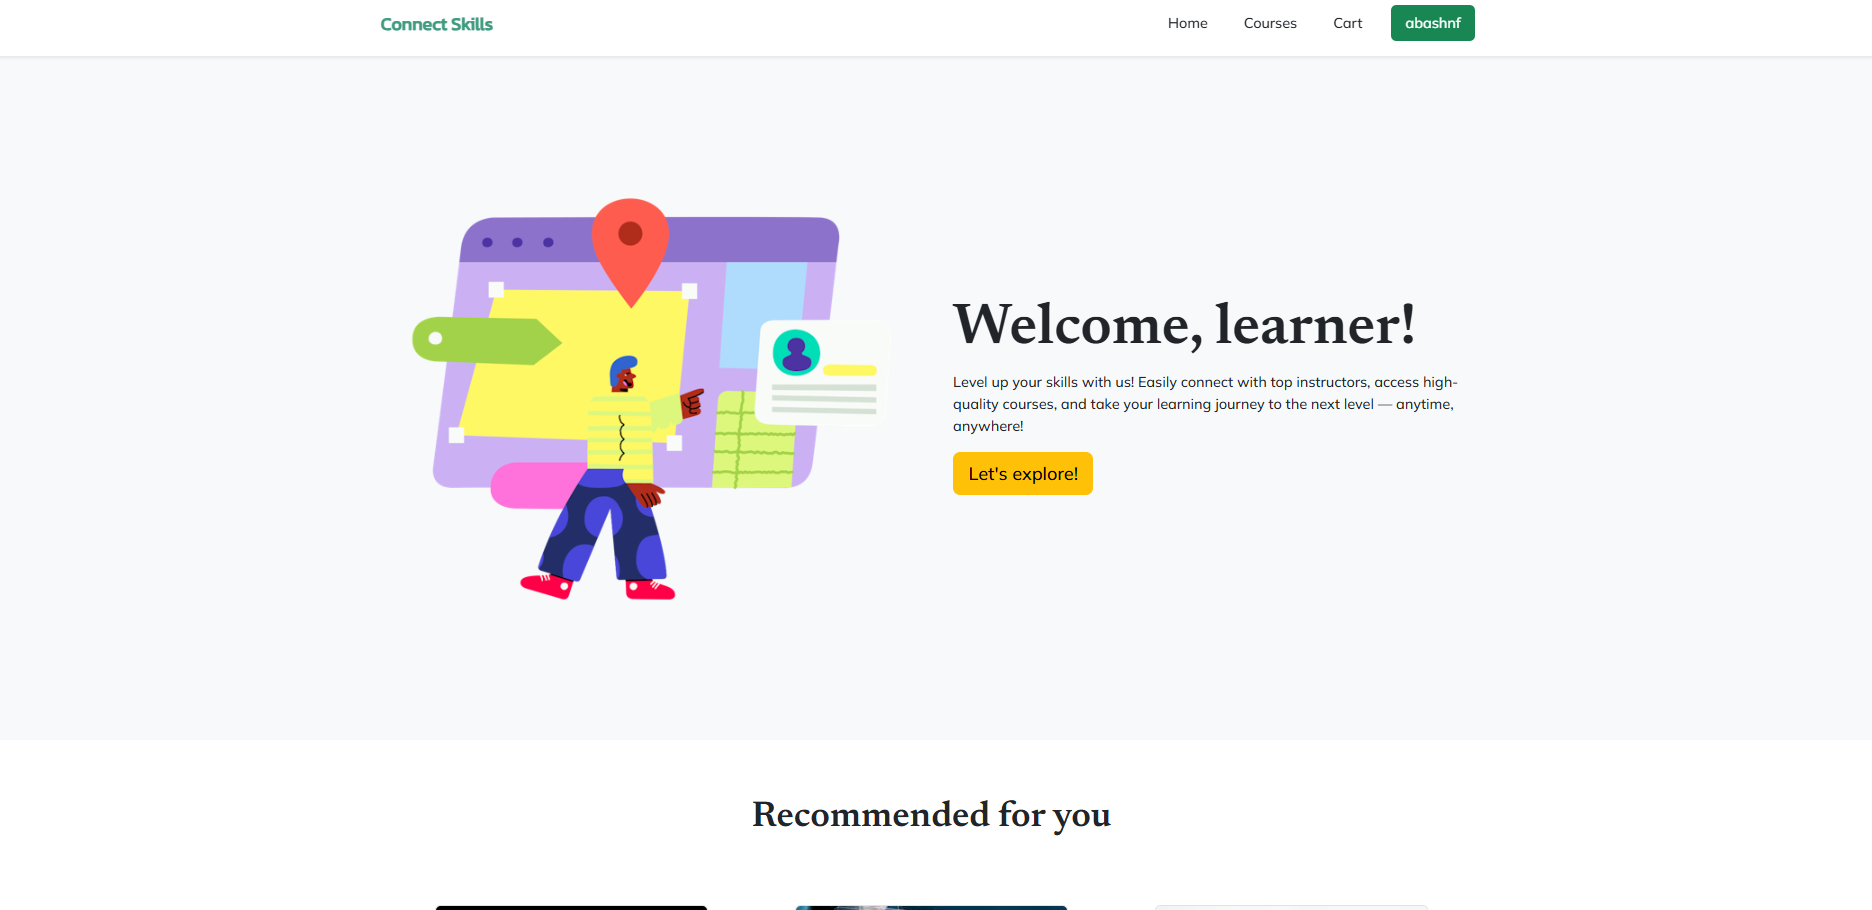 Connect Skills
Home
Courses
Cart
abashnf
Welcome, learner!
Level up your skills with us! Easily connect with top instructors, access high-
quality courses, and take your learning journey to the next level — anytime,
anywhere!
Let's explore!
Recommended for you